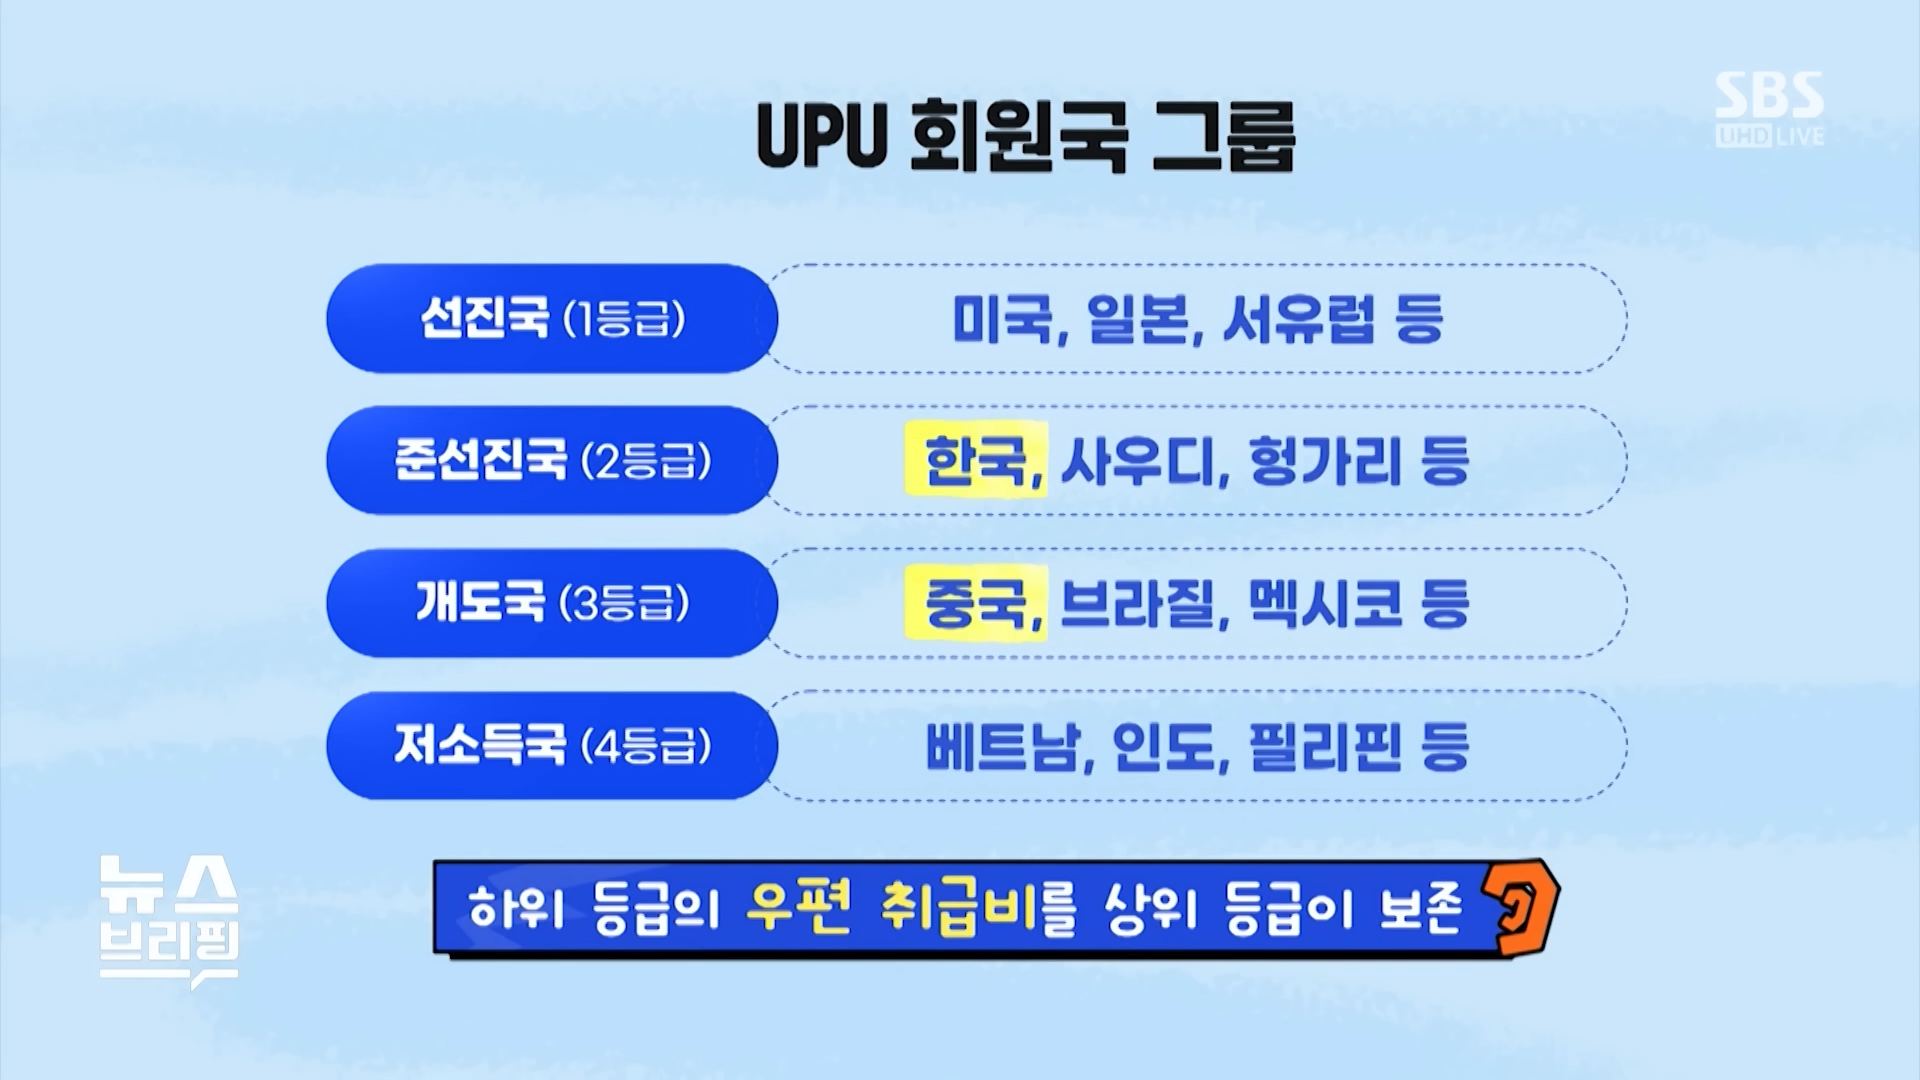 UPU 회원국 그룹
SBS
UHD LIVE
선진국 (1등급) 미국, 일본, 서유럽 등
준선진국 (2등급) 한국, 사우디, 헝가리 등
개도국 (3등급) 중국, 브라질, 멕시코 등
저소득국 (4등급) 베트남, 인도, 필리핀 등
하위 등급의 우편 취급비를 상위 등급이 보존
뉴스
브리핑